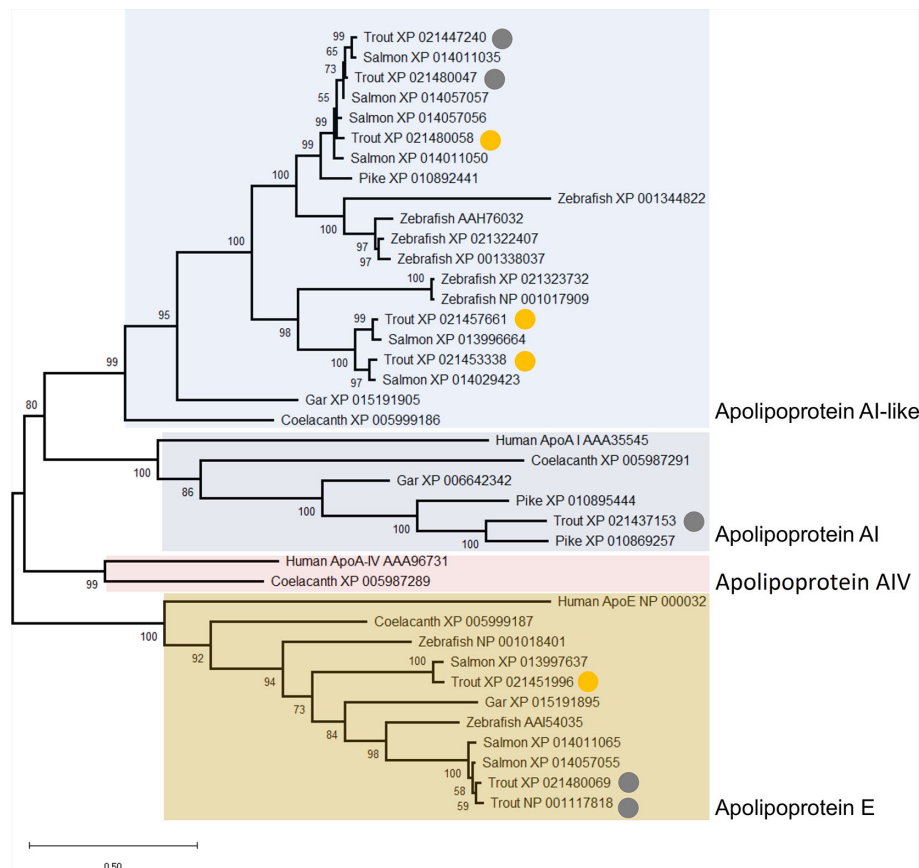 99
Trout XP 021447240
65
Salmon XP 014011035
73
Trout XP 021480047
55
Salmon XP 014057057
Salmon XP 014057056
99
Trout XP 021480058
99
Salmon XP 014011050
100
Pike XP 010892441
Zebrafish XP 001344822
100
Zebrafish AAH76032
100
Zebrafish XP 021322407
97
97
Zebrafish XP 001338037
100
Zebrafish XP 021323732
Zebrafish NP 001017909
95
99
Trout XP 021457661
98
Salmon XP 013996664
99
100
Trout XP 021453338
97
Salmon XP 014029423
Gar XP 015191905
80
Coelacanth XP 005999186
Apolipoprotein AI-like
Human ApoA I AAA35545
100
Coelacanth XP 005987291
86
Gar XP 006642342
100
Pike XP 010895444
100
Trout XP 021437153
100
Pike XP 010869257
Apolipoprotein AI
Human ApoA-IV AAA96731
99
Coelacanth XP 005987289
Apolipoprotein AIV
Human ApoE NP 000032
100
Coelacanth XP 005999187
92
Zebrafish NP 001018401
94
100
Salmon XP 013997637
Trout XP 021451996
73
Gar XP 015191895
84
Zebrafish AAI54035
98
Salmon XP 014011065
Salmon XP 014057055
100
Trout XP 021480069
58
59
Trout NP 001117818
Apolipoprotein E
0.50